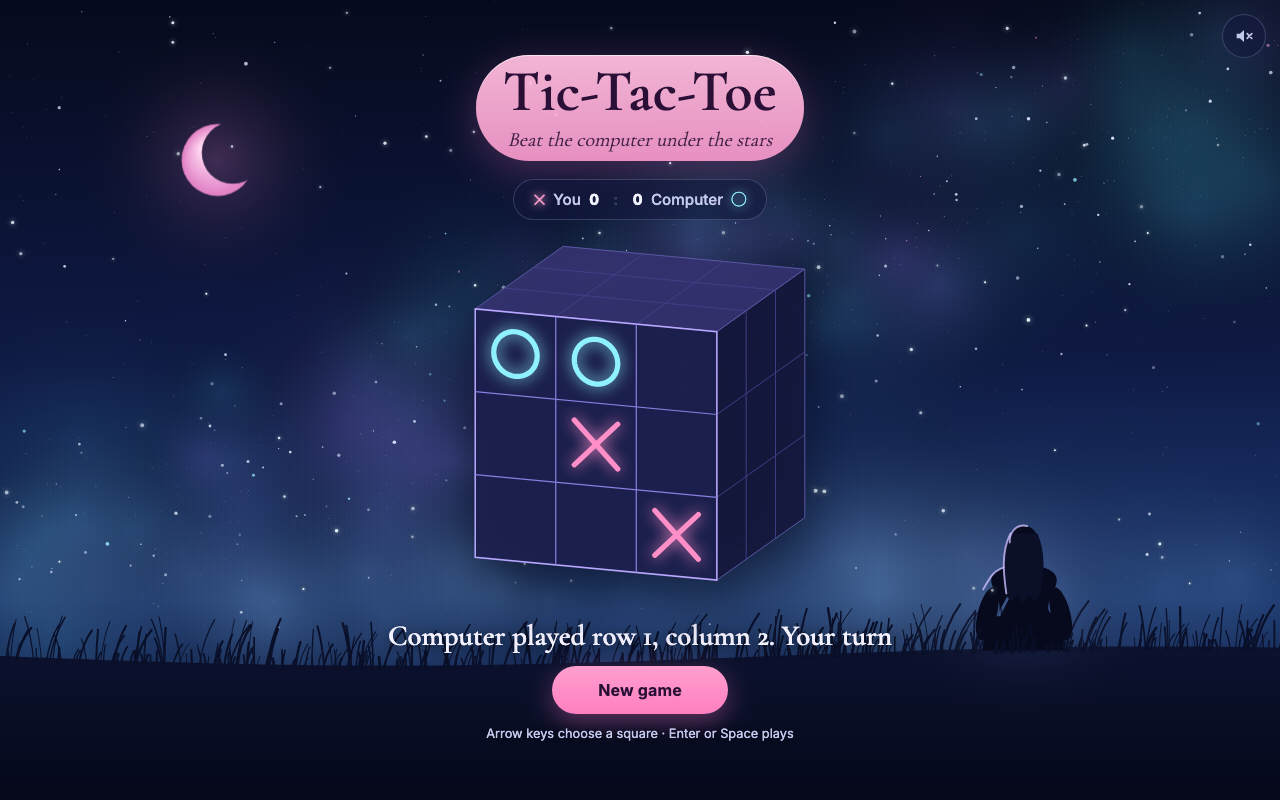 Tic-Tac-Toe
Beat the computer under the stars
You 0 : 0 Computer
Computer played row 1, column 2. Your turn
New game
Arrow keys choose a square · Enter or Space plays